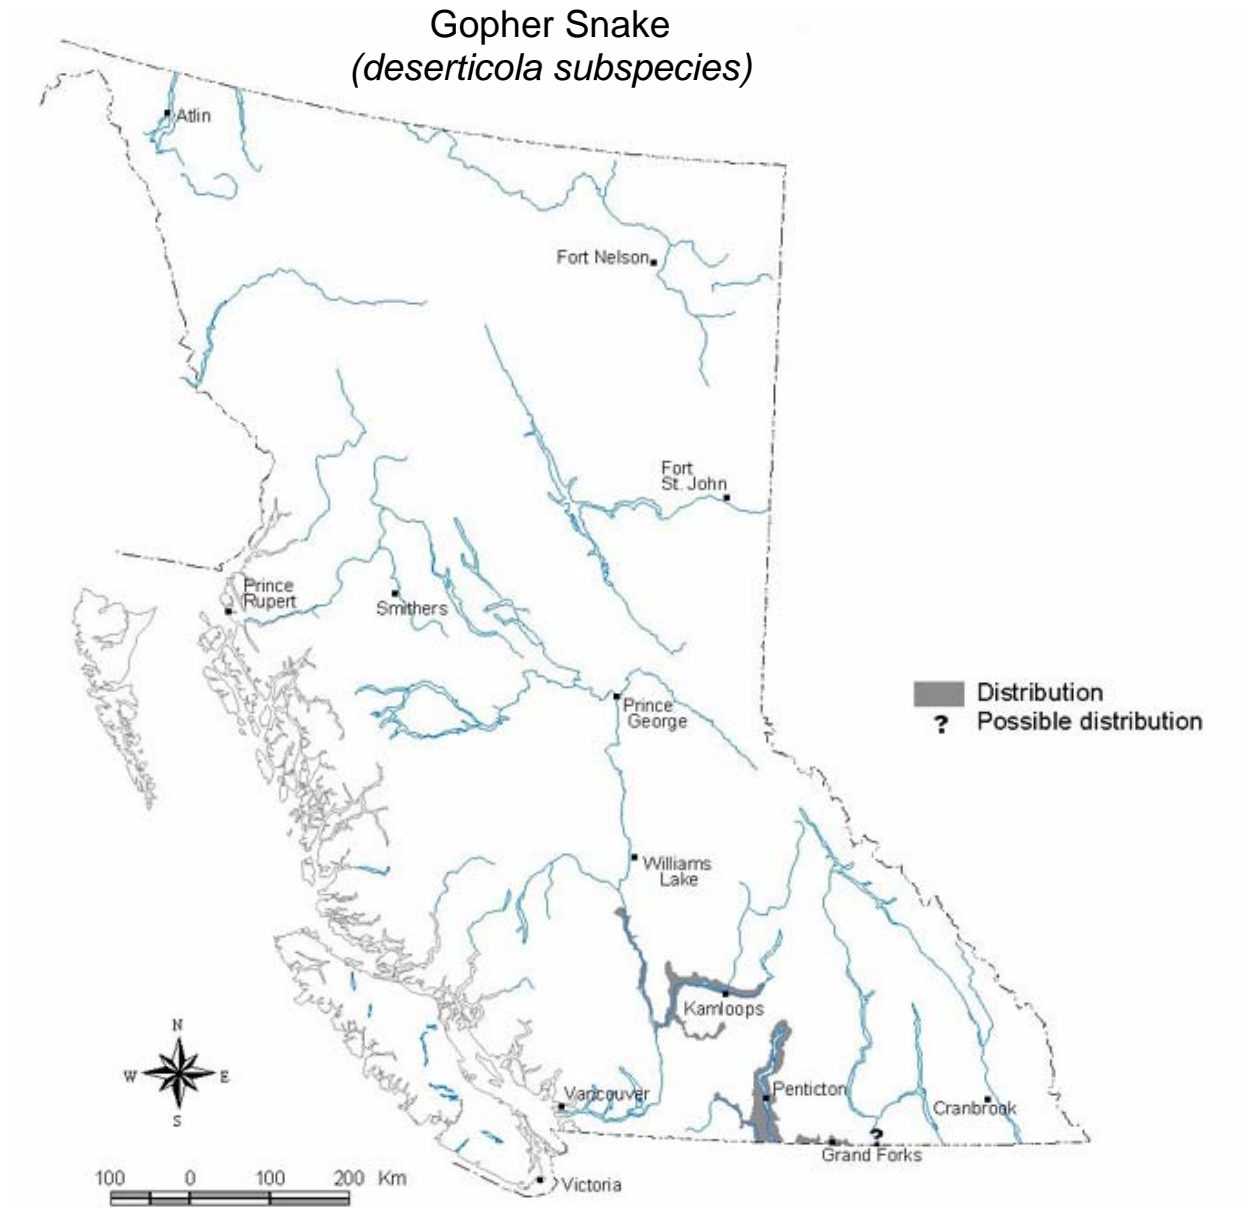 Gopher Snake
(deserticola subspecies)
Atlin
Fort Nelson
Fort
St. John
Prince
Rupert
Smithers
Prince
George
Distribution
? Possible distribution
Williams
Lake
Kamloops
N
W E
S
Vancouver
Penticton
Cranbrook
?
Grand Forks
100 0 100 200 Km
Victoria